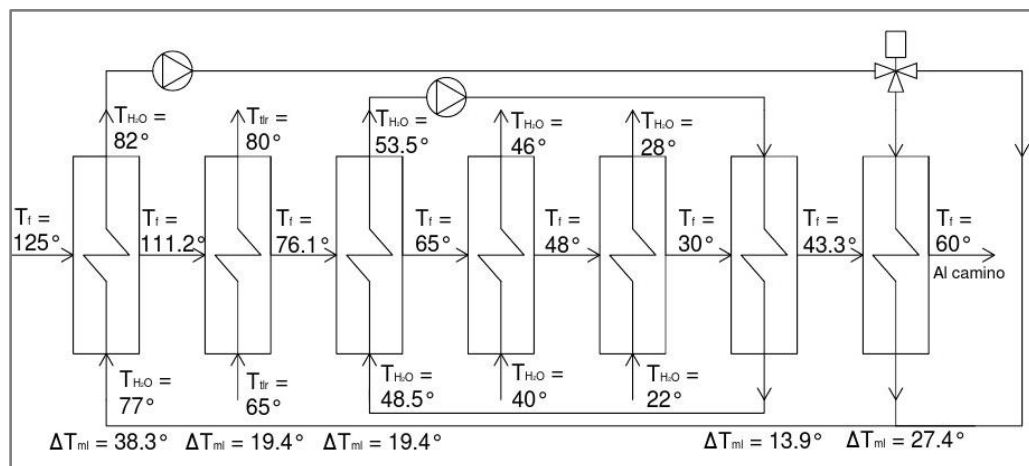 T_H₂O =
82°
T_tlr =
80°
T_H₂O =
53.5°
T_H₂O =
46°
T_H₂O =
28°
T_f =
125°
T_f =
111.2°
T_f =
76.1°
T_f =
65°
T_f =
48°
T_f =
30°
T_f =
43.3°
T_f =
60°
Al camino
T_H₂O =
77°
T_tlr =
65°
T_H₂O =
48.5°
T_H₂O =
40°
T_H₂O =
22°
ΔT_ml = 38.3°
ΔT_ml = 19.4°
ΔT_ml = 19.4°
ΔT_ml = 13.9°
ΔT_ml = 27.4°